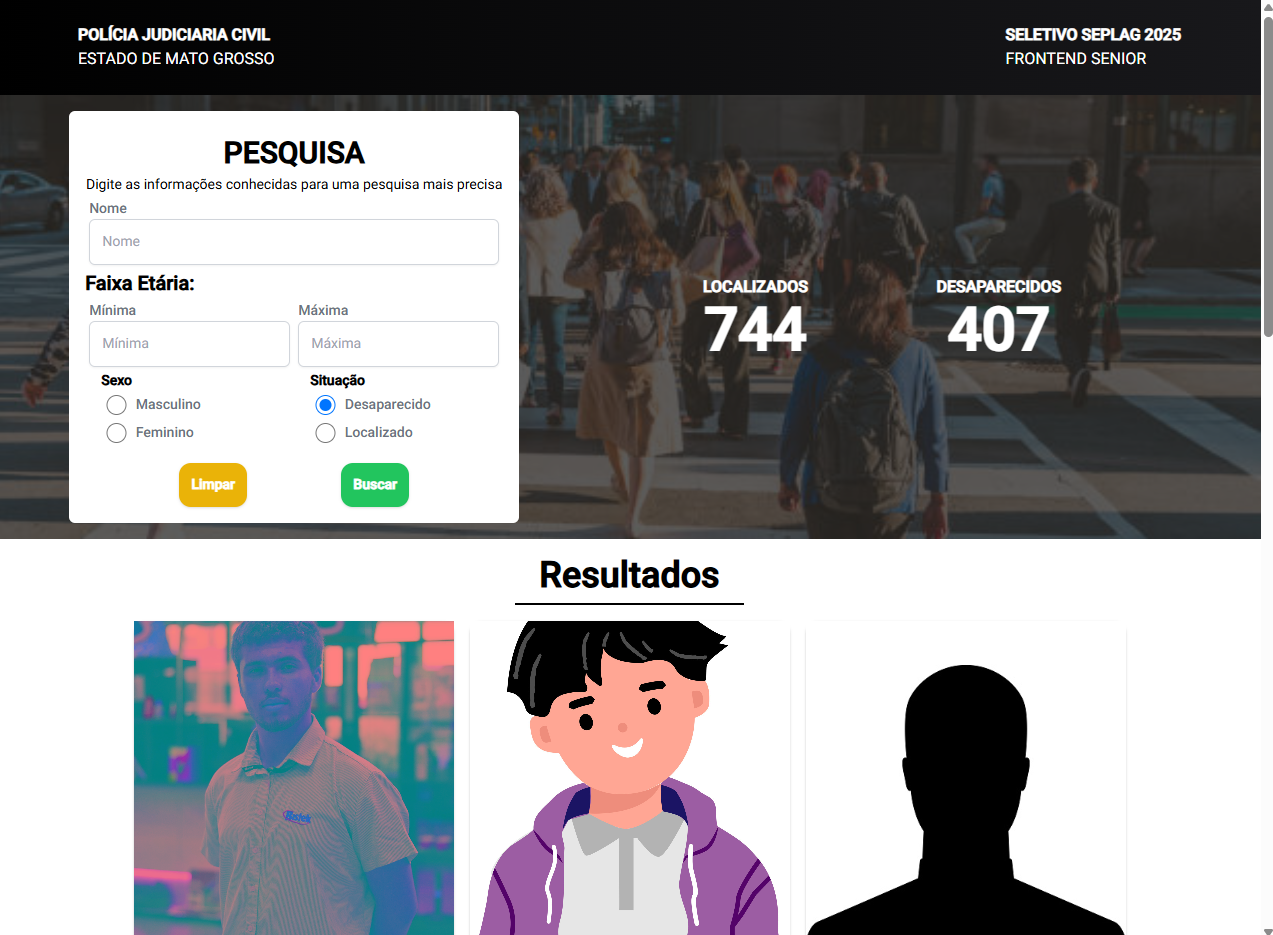 POLÍCIA JUDICIARIA CIVIL
ESTADO DE MATO GROSSO
SELETIVO SEPLAG 2025
FRONTEND SENIOR
PESQUISA
Digite as informações conhecidas para uma pesquisa mais precisa
Nome
Nome
Faixa Etária:
Mínima Máxima
Mínima Máxima
Sexo Situação
Masculino Desaparecido
Feminino Localizado
Limpar Buscar
LOCALIZADOS DESAPARECIDOS
744 407
Resultados